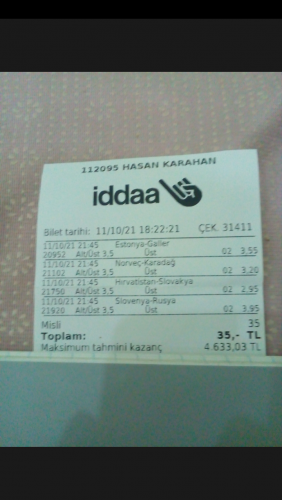 112095 HASAN KARAHAN
iddaa
Bilet tarihi: 11/10/21 18:22:21 ÇEK. 31411
11/10/21 21:45 Estonya-Galler
20952 Alt/Üst 3,5 Üst 02 3,55
11/10/21 21:45 Norveç-Karadağ
21102 Alt/Üst 3,5 Üst 02 3,20
11/10/21 21:45 Hırvatistan-Slovakya
21750 Alt/Üst 3,5 Üst 02 2,95
11/10/21 21:45 Slovenya-Rusya
21920 Alt/Üst 3,5 Üst 02 3,95
Misli 35
Toplam: 35,- TL
Maksimum tahmini kazanç 4.633,03 TL